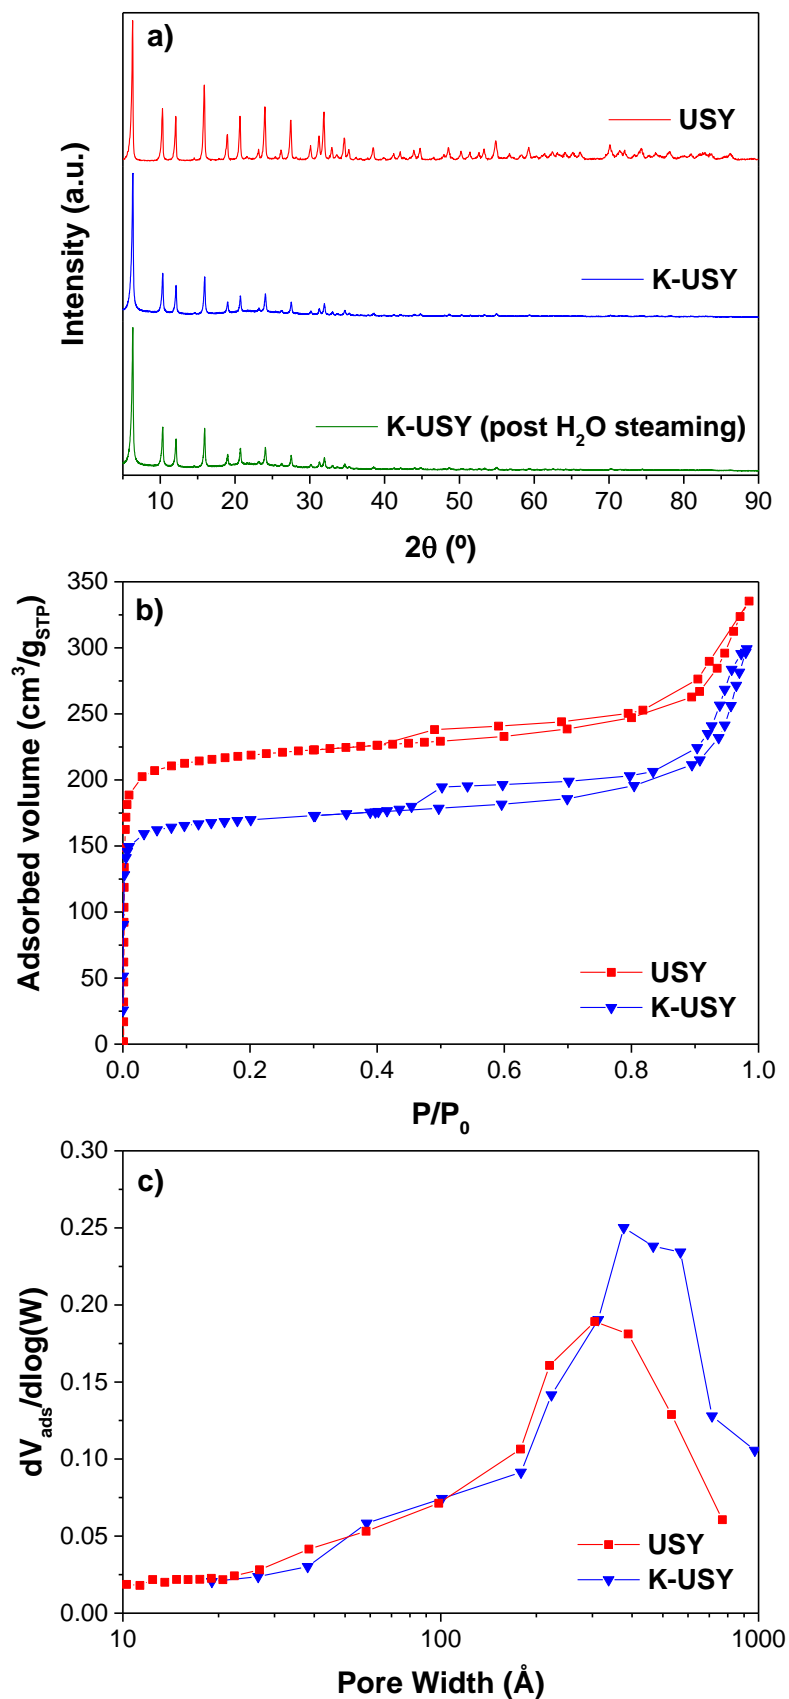 a)
USY
K-USY
K-USY (post H₂O steaming)
Intensity (a.u.)
10 20 30 40 50 60 70 80 90
2θ (º)
b)
Adsorbed volume (cm³/g_STP)
350
300
250
200
150
100
50
0
USY
K-USY
0.0 0.2 0.4 0.6 0.8 1.0
P/P₀
c)
dV_ads/dlog(W)
0.30
0.25
0.20
0.15
0.10
0.05
0.00
USY
K-USY
10 100 1000
Pore Width (Å)